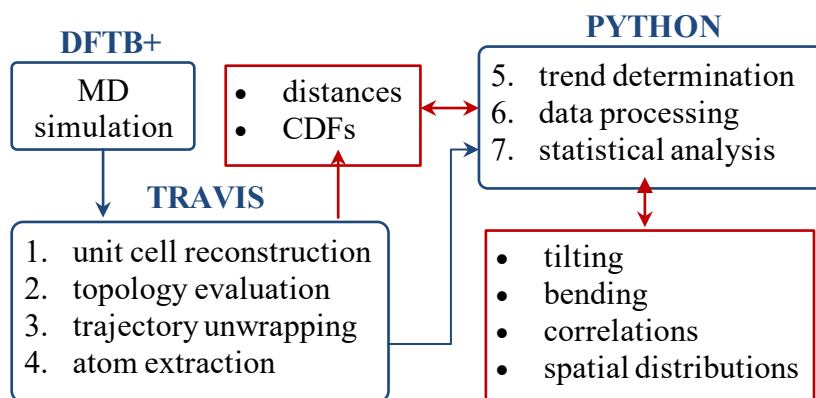 DFTB+
MD
simulation
• distances
• CDFs
PYTHON
5. trend determination
6. data processing
7. statistical analysis
TRAVIS
1. unit cell reconstruction
2. topology evaluation
3. trajectory unwrapping
4. atom extraction
• tilting
• bending
• correlations
• spatial distributions